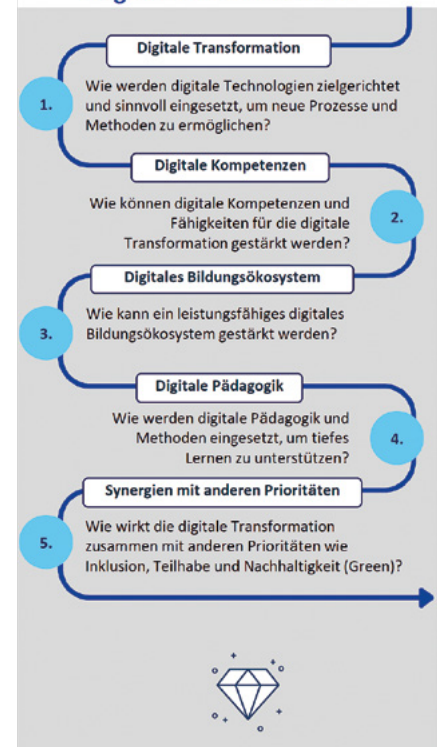 Digitale Transformation
1.
Wie werden digitale Technologien zielgerichtet
und sinnvoll eingesetzt, um neue Prozesse und
Methoden zu ermöglichen?
Digitale Kompetenzen
Wie können digitale Kompetenzen und
Fähigkeiten für die digitale
Transformation gestärkt werden?
2.
Digitales Bildungsökosystem
3.
Wie kann ein leistungsfähiges digitales
Bildungsökosystem gestärkt werden?
Digitale Pädagogik
Wie werden digitale Pädagogik und
Methoden eingesetzt, um tiefes
Lernen zu unterstützen?
4.
Synergien mit anderen Prioritäten
5.
Wie wirkt die digitale Transformation
zusammen mit anderen Prioritäten wie
Inklusion, Teilhabe und Nachhaltigkeit (Green)?